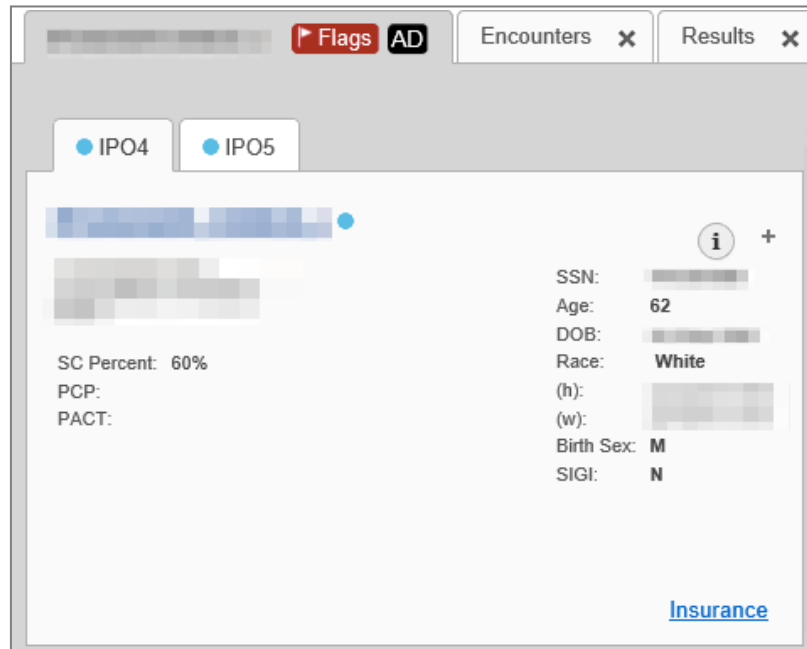 Flags AD Encounters Results
IPO4 IPO5
i +
SSN:
Age: 62
DOB:
SC Percent: 60% Race: White
PCP: (h):
PACT: (w):
Birth Sex: M
SIGI: N
Insurance